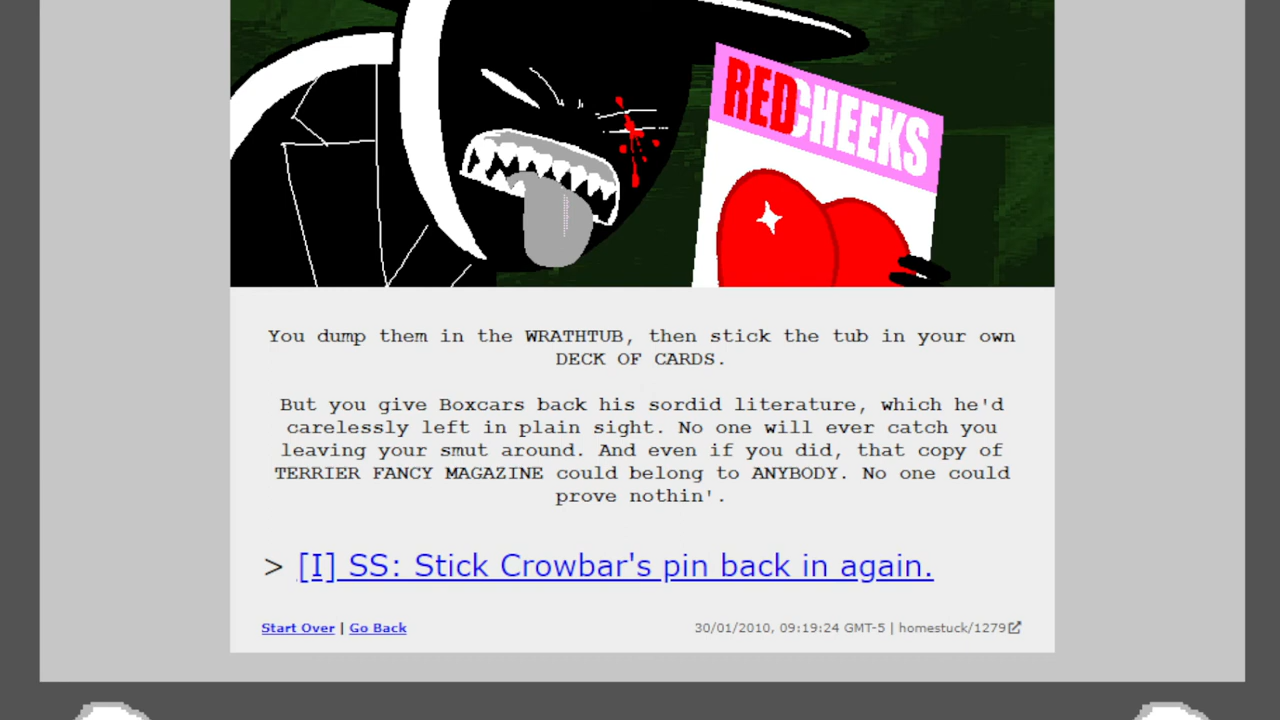 REDCHEEKS
You dump them in the WRATHTUB, then stick the tub in your own
DECK OF CARDS.
But you give Boxcars back his sordid literature, which he'd
carelessly left in plain sight. No one will ever catch you
leaving your smut around. And even if you did, that copy of
TERRIER FANCY MAGAZINE could belong to ANYBODY. No one could
prove nothin'.
> [I] SS: Stick Crowbar's pin back in again.
Start Over | Go Back
30/01/2010, 09:19:24 GMT-5 | homestuck/1279